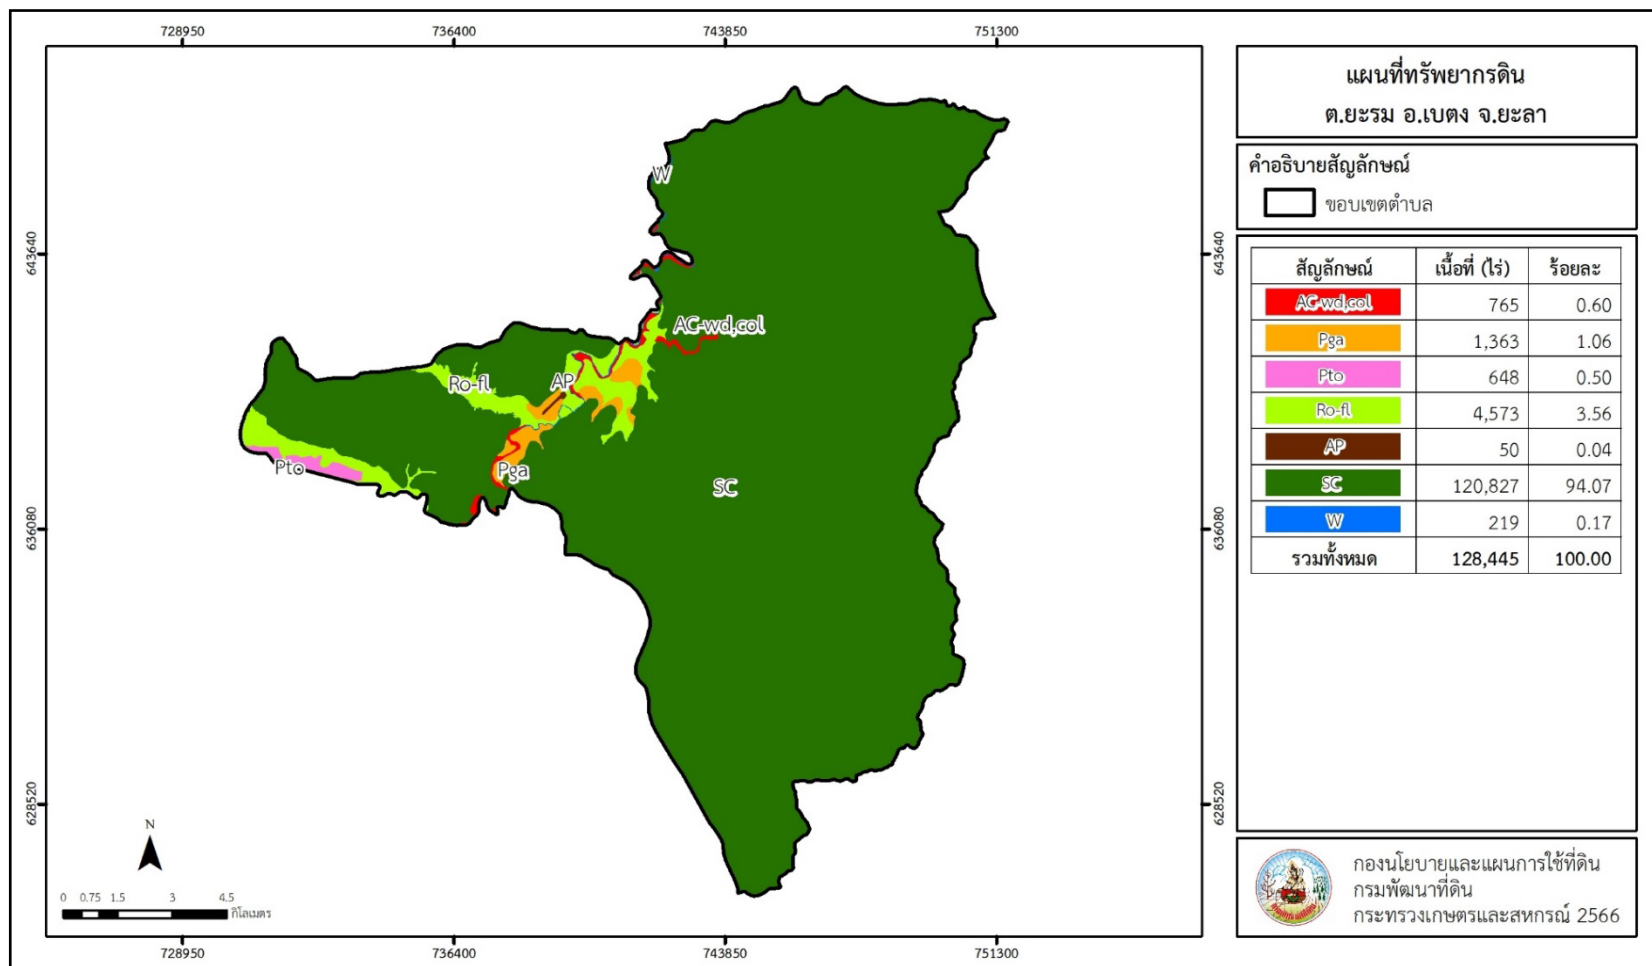 728950 736400 743850 751300
643640 643640
636080 636080
628520 628520
W
AC-wd,col
Ro-fl
AP
Pto
Pga
SC
N
0 0.75 1.5 3 4.5
กิโลเมตร
728950 736400 743850 751300
แผนที่ทรัพยากรดิน
ต.ยะรม อ.เบตง จ.ยะลา
คำอธิบายสัญลักษณ์
ขอบเขตตำบล
สัญลักษณ์ เนื้อที่ (ไร่) ร้อยละ
AC-wd,col 765 0.60
Pga 1,363 1.06
Pto 648 0.50
Ro-fl 4,573 3.56
AP 50 0.04
SC 120,827 94.07
W 219 0.17
รวมทั้งหมด 128,445 100.00
กองนโยบายและแผนการใช้ที่ดิน
กรมพัฒนาที่ดิน
กระทรวงเกษตรและสหกรณ์ 2566